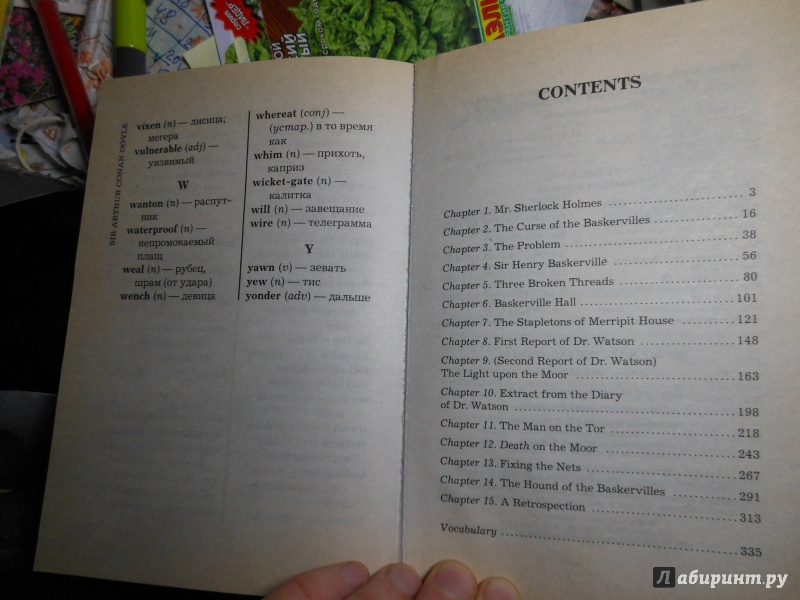 SIR ARTHUR CONAN DOYLE
vixen (n) — лисица;
мегера
vulnerable (adj) —
уязвимый
W
wanton (n) — распут-
ник
waterproof (n) —
непромокаемый
плащ
weal (n) — рубец,
шрам (от удара)
wench (n) — девица
whereat (conj) —
(устар.) в то время
как
whim (n) — прихоть,
каприз
wicket-gate (n) —
калитка
will (n) — завещание
wire (n) — телеграмма
Y
yawn (v) — зевать
yew (n) — тис
yonder (adv) — дальше
CONTENTS
Chapter 1. Mr. Sherlock Holmes 3
Chapter 2. The Curse of the Baskervilles 16
Chapter 3. The Problem 38
Chapter 4. Sir Henry Baskerville 56
Chapter 5. Three Broken Threads 80
Chapter 6. Baskerville Hall 101
Chapter 7. The Stapletons of Merripit House 121
Chapter 8. First Report of Dr. Watson 148
Chapter 9. (Second Report of Dr. Watson)
The Light upon the Moor 163
Chapter 10. Extract from the Diary
of Dr. Watson 198
Chapter 11. The Man on the Tor 218
Chapter 12. Death on the Moor 243
Chapter 13. Fixing the Nets 267
Chapter 14. The Hound of the Baskervilles 291
Chapter 15. A Retrospection 313
Vocabulary 335
Лабиринт.ру